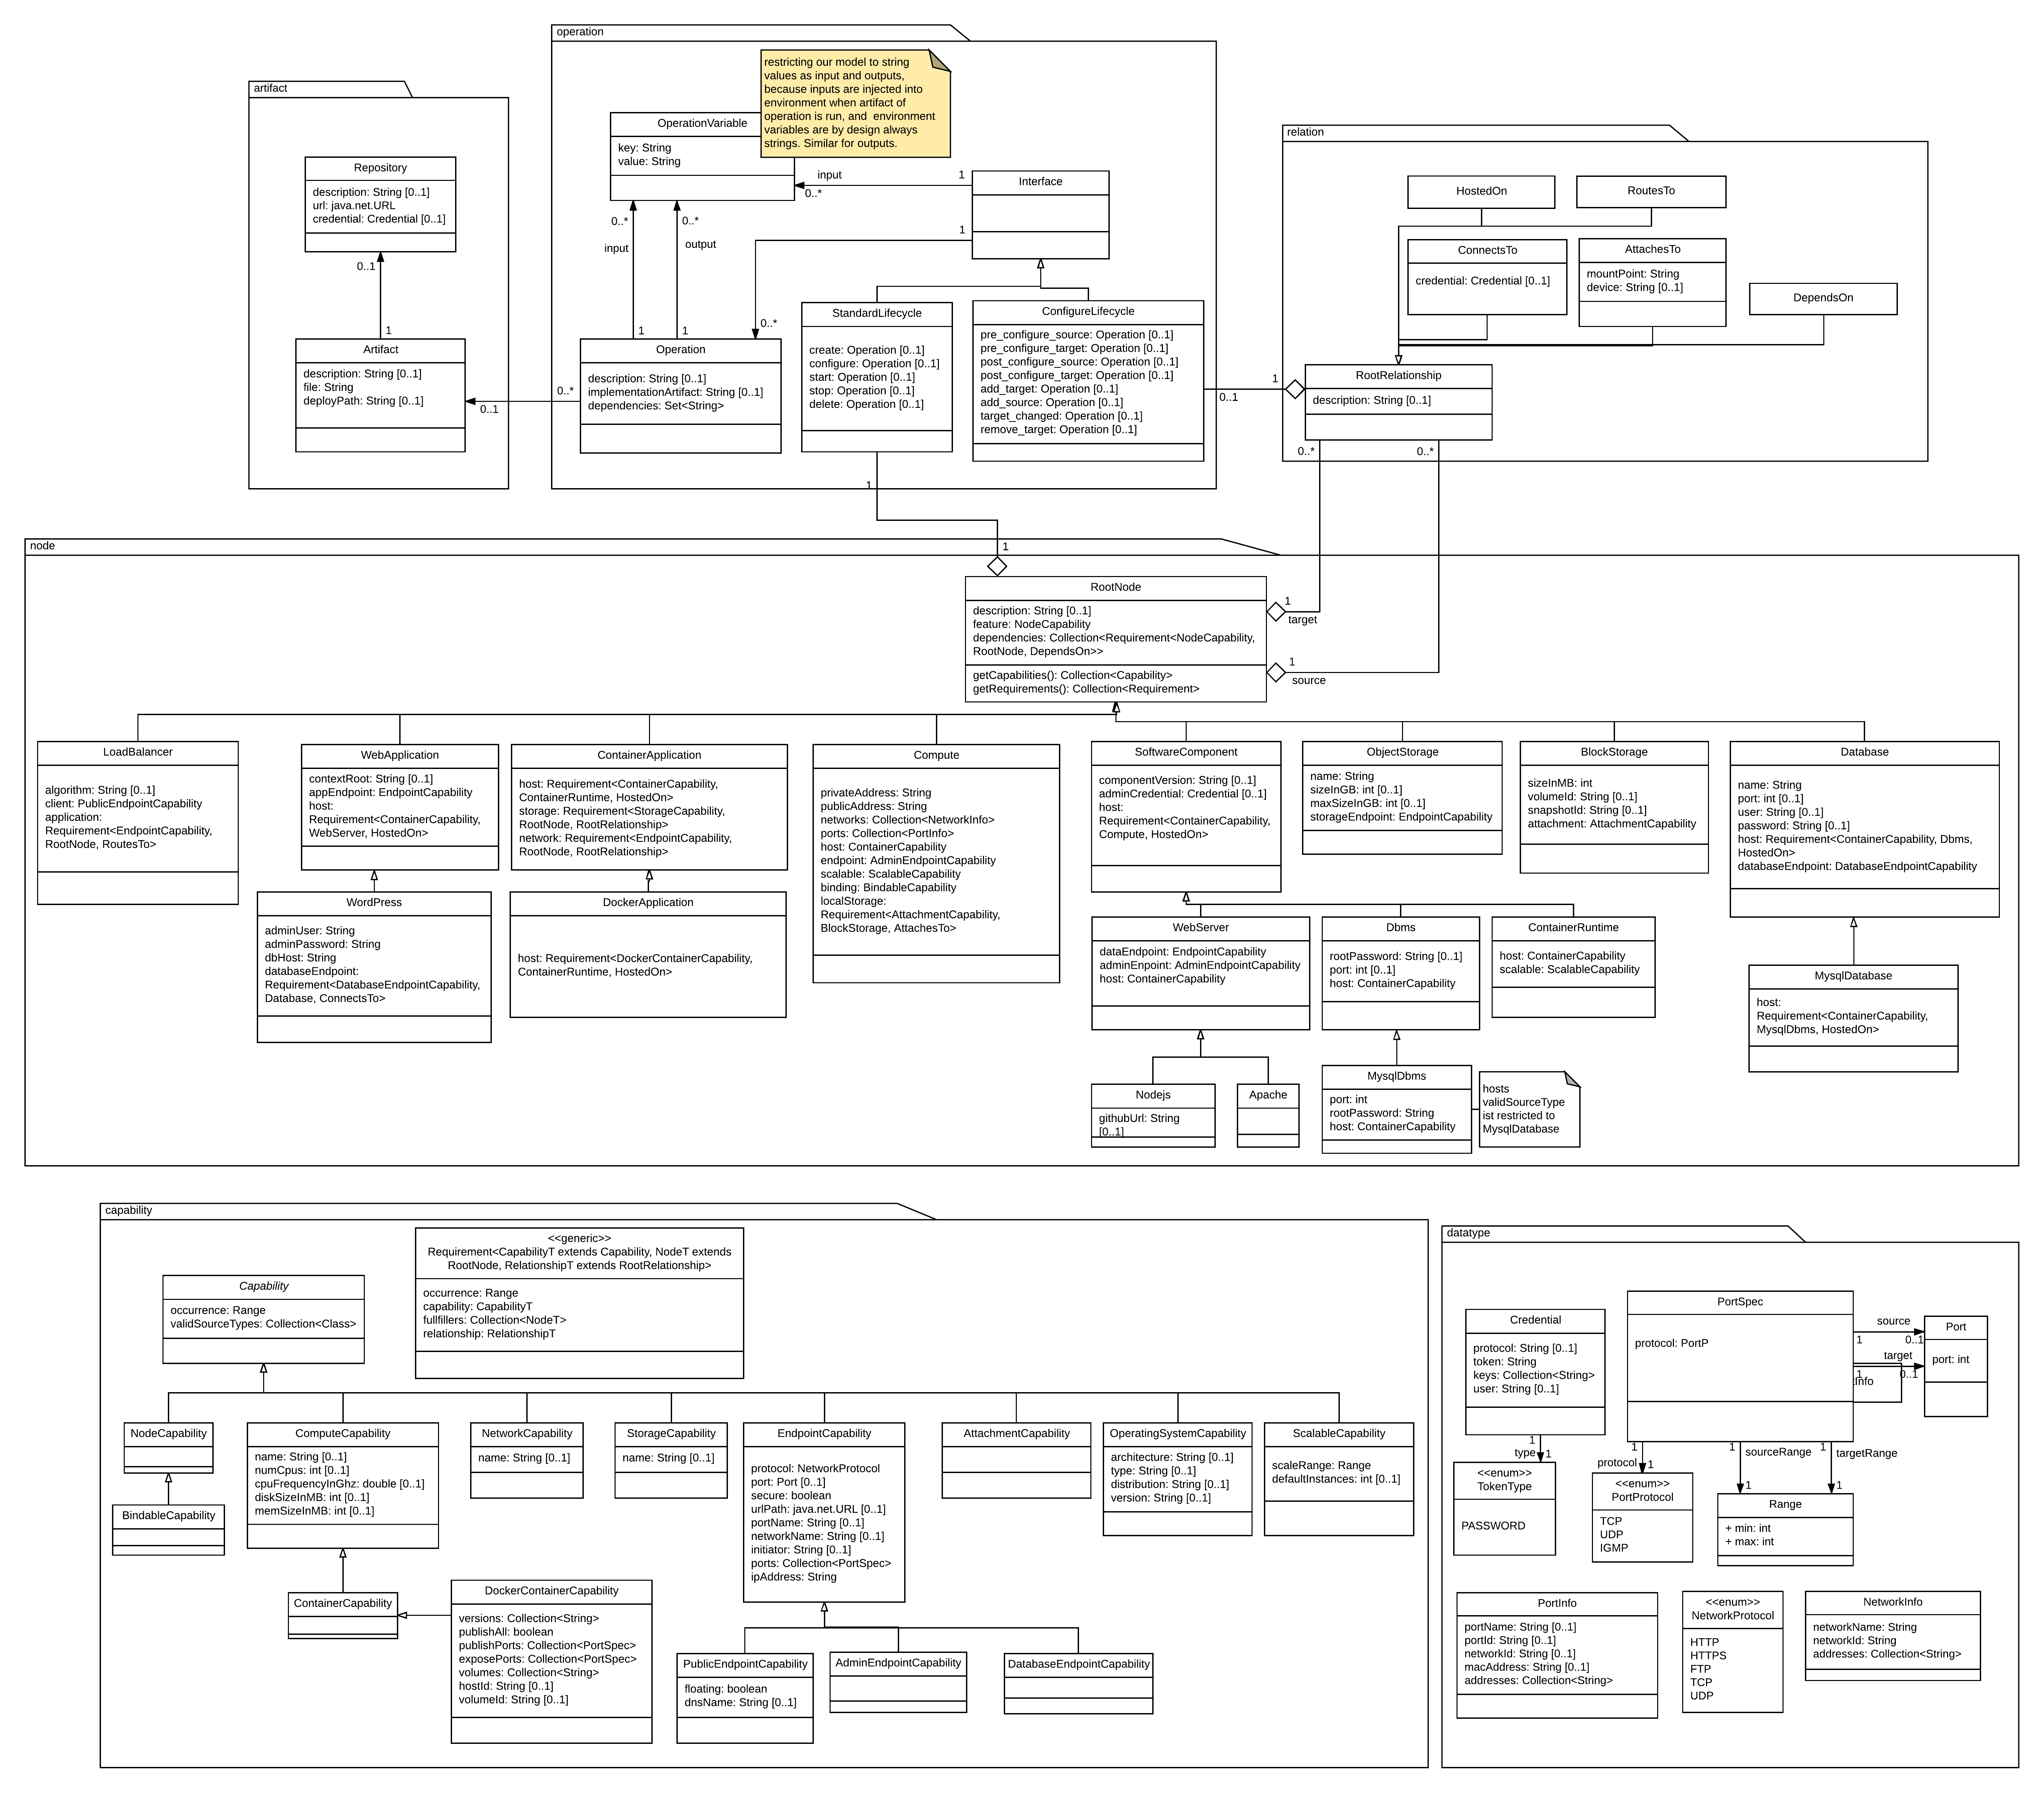 operation
restricting our model to string
values as input and outputs,
because inputs are injected into
environment when artifact of
operation is run, and  environment
variables are by design always
strings. Similar for outputs.
OperationVariable
key: String
value: String
input
1
0..*
Interface
0..*
0..*
input
output
1
1
1
0..*
StandardLifecycle
create: Operation [0..1]
configure: Operation [0..1]
start: Operation [0..1]
stop: Operation [0..1]
delete: Operation [0..1]
ConfigureLifecycle
pre_configure_source: Operation [0..1]
pre_configure_target: Operation [0..1]
post_configure_source: Operation [0..1]
post_configure_target: Operation [0..1]
add_target: Operation [0..1]
add_source: Operation [0..1]
target_changed: Operation [0..1]
remove_target: Operation [0..1]
Operation
description: String [0..1]
implementationArtifact: String [0..1]
dependencies: Set<String>
0..*
0..1
1
artifact
Repository
description: String [0..1]
url: java.net.URL
credential: Credential [0..1]
0..1
1
Artifact
description: String [0..1]
file: String
deployPath: String [0..1]
relation
HostedOn
RoutesTo
ConnectsTo
credential: Credential [0..1]
AttachesTo
mountPoint: String
device: String [0..1]
DependsOn
1
0..1
RootRelationship
description: String [0..1]
0..*
0..*
node
1
RootNode
description: String [0..1]
feature: NodeCapability
dependencies: Collection<Requirement<NodeCapability,
RootNode, DependsOn>>
getCapabilities(): Collection<Capability>
getRequirements(): Collection<Requirement>
1
target
1
source
LoadBalancer
algorithm: String [0..1]
client: PublicEndpointCapability
application:
Requirement<EndpointCapability,
RootNode, RoutesTo>
WebApplication
contextRoot: String [0..1]
appEndpoint: EndpointCapability
host:
Requirement<ContainerCapability,
WebServer, HostedOn>
ContainerApplication
host: Requirement<ContainerCapability,
ContainerRuntime, HostedOn>
storage: Requirement<StorageCapability,
RootNode, RootRelationship>
network: Requirement<EndpointCapability,
RootNode, RootRelationship>
Compute
privateAddress: String
publicAddress: String
networks: Collection<NetworkInfo>
ports: Collection<PortInfo>
host: ContainerCapability
endpoint: AdminEndpointCapability
scalable: ScalableCapability
binding: BindableCapability
localStorage:
Requirement<AttachmentCapability,
BlockStorage, AttachesTo>
SoftwareComponent
componentVersion: String [0..1]
adminCredential: Credential [0..1]
host:
Requirement<ContainerCapability,
Compute, HostedOn>
ObjectStorage
name: String
sizeInGB: int [0..1]
maxSizeInGB: int [0..1]
storageEndpoint: EndpointCapability
BlockStorage
sizeInMB: int
volumeId: String [0..1]
snapshotId: String [0..1]
attachment: AttachmentCapability
Database
name: String
port: int [0..1]
user: String [0..1]
password: String [0..1]
host: Requirement<ContainerCapability, Dbms,
HostedOn>
databaseEndpoint: DatabaseEndpointCapability
WordPress
adminUser: String
adminPassword: String
dbHost: String
databaseEndpoint:
Requirement<DatabaseEndpointCapability,
Database, ConnectsTo>
DockerApplication
host: Requirement<DockerContainerCapability,
ContainerRuntime, HostedOn>
WebServer
dataEndpoint: EndpointCapability
adminEnpoint: AdminEndpointCapability
host: ContainerCapability
Dbms
rootPassword: String [0..1]
port: int [0..1]
host: ContainerCapability
ContainerRuntime
host: ContainerCapability
scalable: ScalableCapability
MysqlDatabase
host:
Requirement<ContainerCapability,
MysqlDbms, HostedOn>
Nodejs
githubUrl: String
[0..1]
Apache
MysqlDbms
port: int
rootPassword: String
host: ContainerCapability
hosts
validSourceType
ist restricted to
MysqlDatabase
capability
<<generic>>
Requirement<CapabilityT extends Capability, NodeT extends
RootNode, RelationshipT extends RootRelationship>
occurrence: Range
capability: CapabilityT
fullfillers: Collection<NodeT>
relationship: RelationshipT
Capability
occurrence: Range
validSourceTypes: Collection<Class>
NodeCapability
ComputeCapability
name: String [0..1]
numCpus: int [0..1]
cpuFrequencyInGhz: double [0..1]
diskSizeInMB: int [0..1]
memSizeInMB: int [0..1]
NetworkCapability
name: String [0..1]
StorageCapability
name: String [0..1]
EndpointCapability
protocol: NetworkProtocol
port: Port [0..1]
secure: boolean
urlPath: java.net.URL [0..1]
portName: String [0..1]
networkName: String [0..1]
initiator: String [0..1]
ports: Collection<PortSpec>
ipAddress: String
AttachmentCapability
OperatingSystemCapability
architecture: String [0..1]
type: String [0..1]
distribution: String [0..1]
version: String [0..1]
ScalableCapability
scaleRange: Range
defaultInstances: int [0..1]
BindableCapability
ContainerCapability
DockerContainerCapability
versions: Collection<String>
publishAll: boolean
publishPorts: Collection<PortSpec>
exposePorts: Collection<PortSpec>
volumes: Collection<String>
hostId: String [0..1]
volumeId: String [0..1]
PublicEndpointCapability
floating: boolean
dnsName: String [0..1]
AdminEndpointCapability
DatabaseEndpointCapability
datatype
Credential
protocol: String [0..1]
token: String
keys: Collection<String>
user: String [0..1]
1
type
1
<<enum>>
TokenType
PASSWORD
PortSpec
protocol: PortP
source
1
0..1
target
1
0..1
Info
Port
port: int
1
protocol
1
1
sourceRange
1
1
targetRange
1
<<enum>>
PortProtocol
TCP
UDP
IGMP
Range
+ min: int
+ max: int
PortInfo
portName: String [0..1]
portId: String [0..1]
networkId: String [0..1]
macAddress: String [0..1]
addresses: Collection<String>
<<enum>>
NetworkProtocol
HTTP
HTTPS
FTP
TCP
UDP
NetworkInfo
networkName: String
networkId: String
addresses: Collection<String>